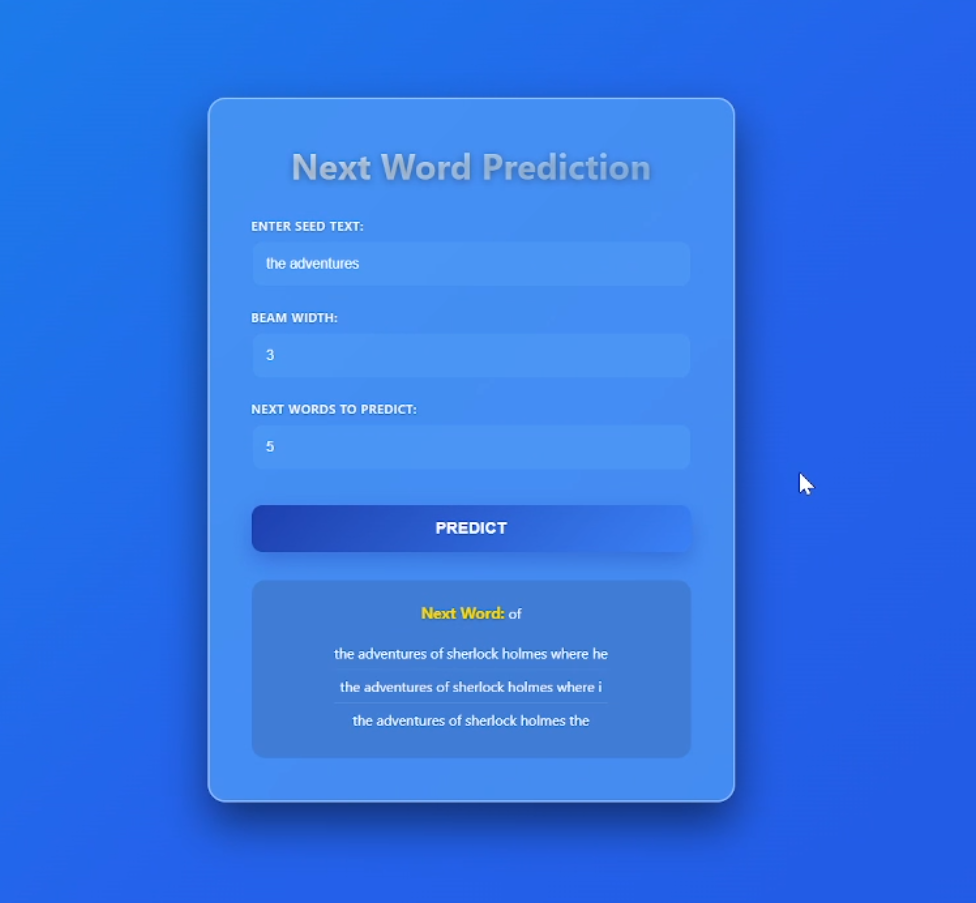 Next Word Prediction
ENTER SEED TEXT:
the adventures
BEAM WIDTH:
3
NEXT WORDS TO PREDICT:
5
PREDICT
Next Word: of
the adventures of sherlock holmes where he
the adventures of sherlock holmes where i
the adventures of sherlock holmes the